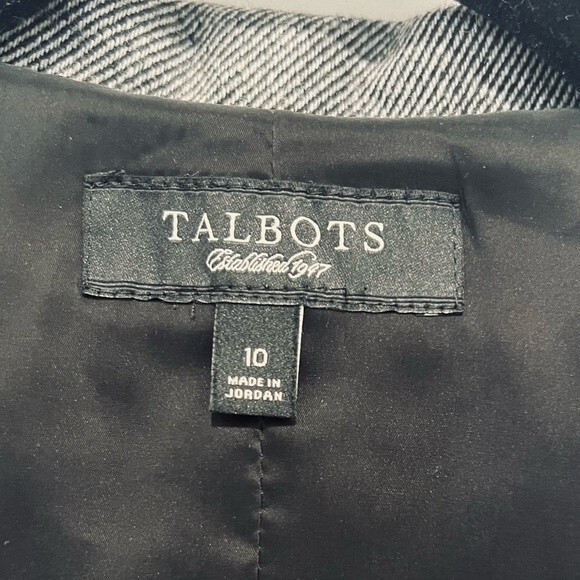 TALBOTS
Established 1947
10
MADE IN
JORDAN